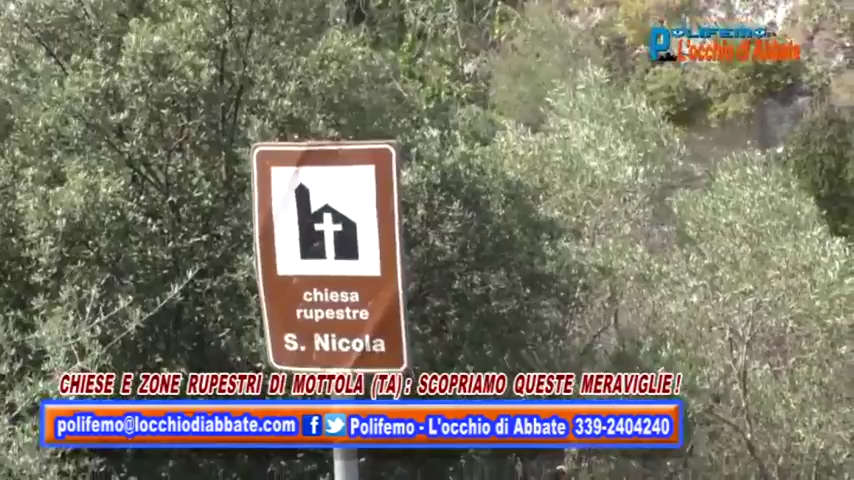 POLIFEMO
L'occhio di Abbate
chiesa
rupestre
S. Nicola
CHIESE E ZONE RUPESTRI DI MOTTOLA (TA): SCOPRIAMO QUESTE MERAVIGLIE!
polifemo@locchiodiabbate.com f Polifemo - L'occhio di Abbate 339-2404240